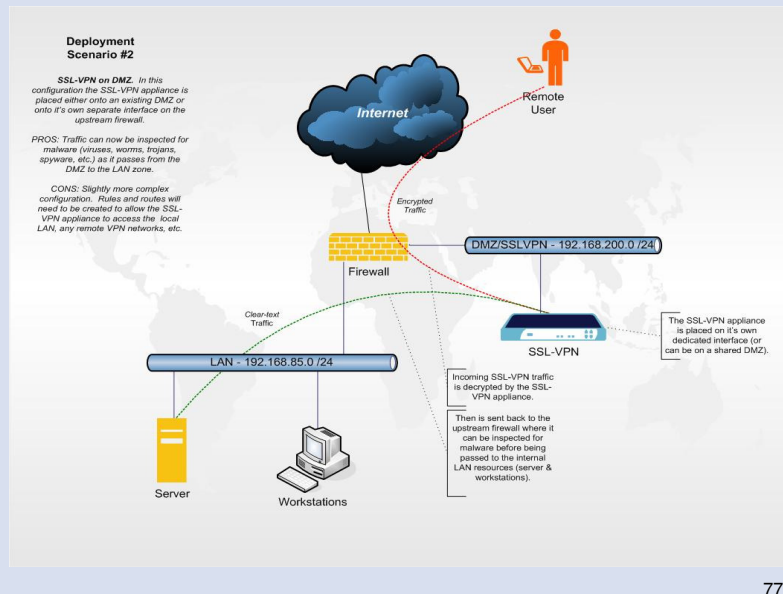 Deployment
Scenario #2
SSL-VPN on DMZ. In this
configuration the SSL-VPN appliance is
placed either onto an existing DMZ or
onto it's own separate interface on the
upstream firewall.
PROS: Traffic can now be inspected for
malware (viruses, worms, trojans,
spyware, etc.) as it passes from the
DMZ to the LAN zone.
CONS: Slightly more complex
configuration. Rules and routes will
need to be created to allow the SSL-
VPN appliance to access the local
LAN, any remote VPN networks, etc.
Internet
Remote
User
Encrypted
Traffic
Firewall
DMZ/SSLVPN - 192.168.200.0 /24
SSL-VPN
The SSL-VPN appliance
is placed on it's own
dedicated interface (or
can be on a shared DMZ).
Clear-text
Traffic
LAN - 192.168.85.0 /24
Incoming SSL-VPN traffic
is decrypted by the SSL-
VPN appliance.
Then is sent back to the
upstream firewall where it
can be inspected for
malware before being
passed to the internal
LAN resources (server &
workstations).
Server
Workstations
77